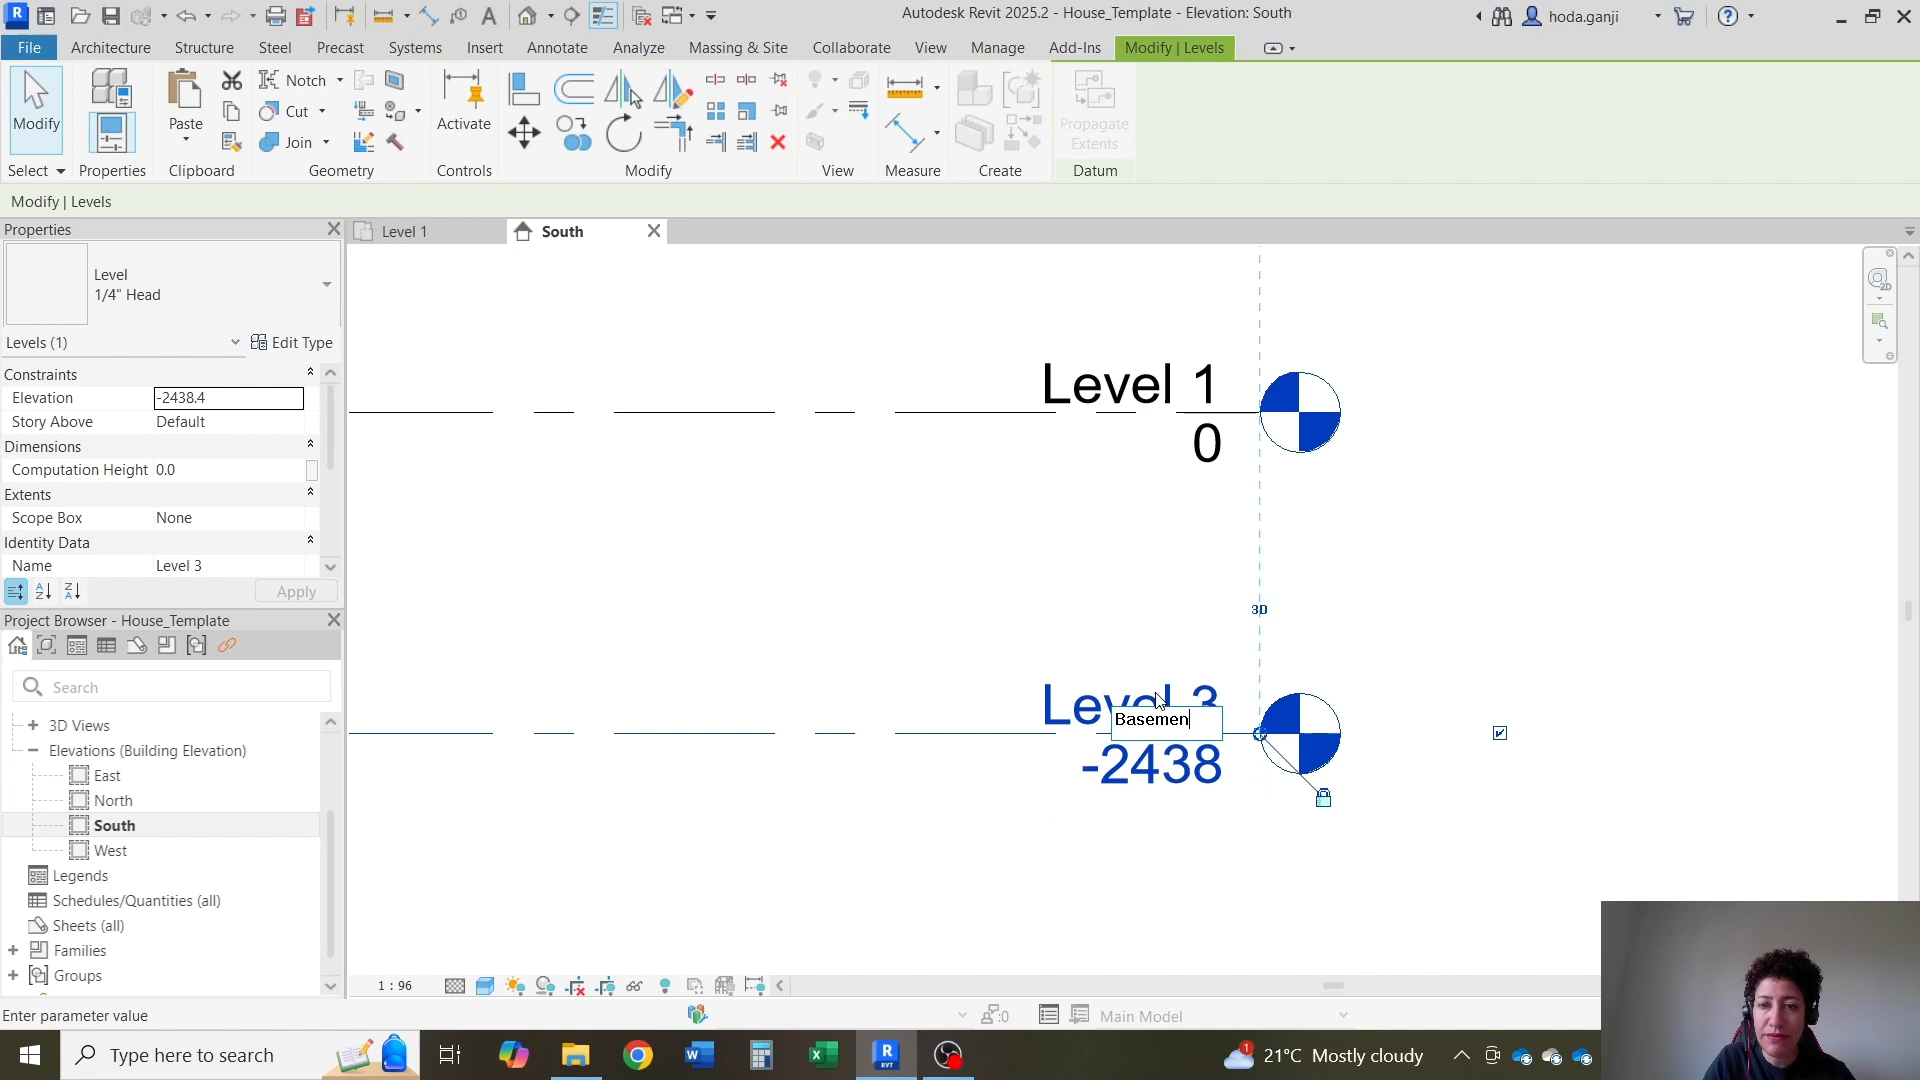 Autodesk Revit 2025.2 - House_Template - Elevation: South
hoda.ganji
File Architecture Structure Steel Precast Systems Insert Annotate Analyze Massing & Site Collaborate View Manage Add-Ins Modify | Levels
Modify
Paste
Notch
Cut
Join
Activate
Propagate
Extents
Select Properties Clipboard Geometry Controls Modify View Measure Create Datum
Modify | Levels
Properties
Level 1
South
Level
1/4" Head
Levels (1)
Edit Type
Constraints
Elevation -2438.4
Story Above Default
Dimensions
Computation Height 0.0
Extents
Scope Box None
Identity Data
Name Level 3
Apply
Level 1
0
3D
Level 3
Basemen
-2438
2D
Project Browser - House_Template
Search
3D Views
Elevations (Building Elevation)
East
North
South
West
Legends
Schedules/Quantities (all)
Sheets (all)
Families
Groups
1 : 96
Enter parameter value
:0
Main Model
Type here to search
1
21°C Mostly cloudy